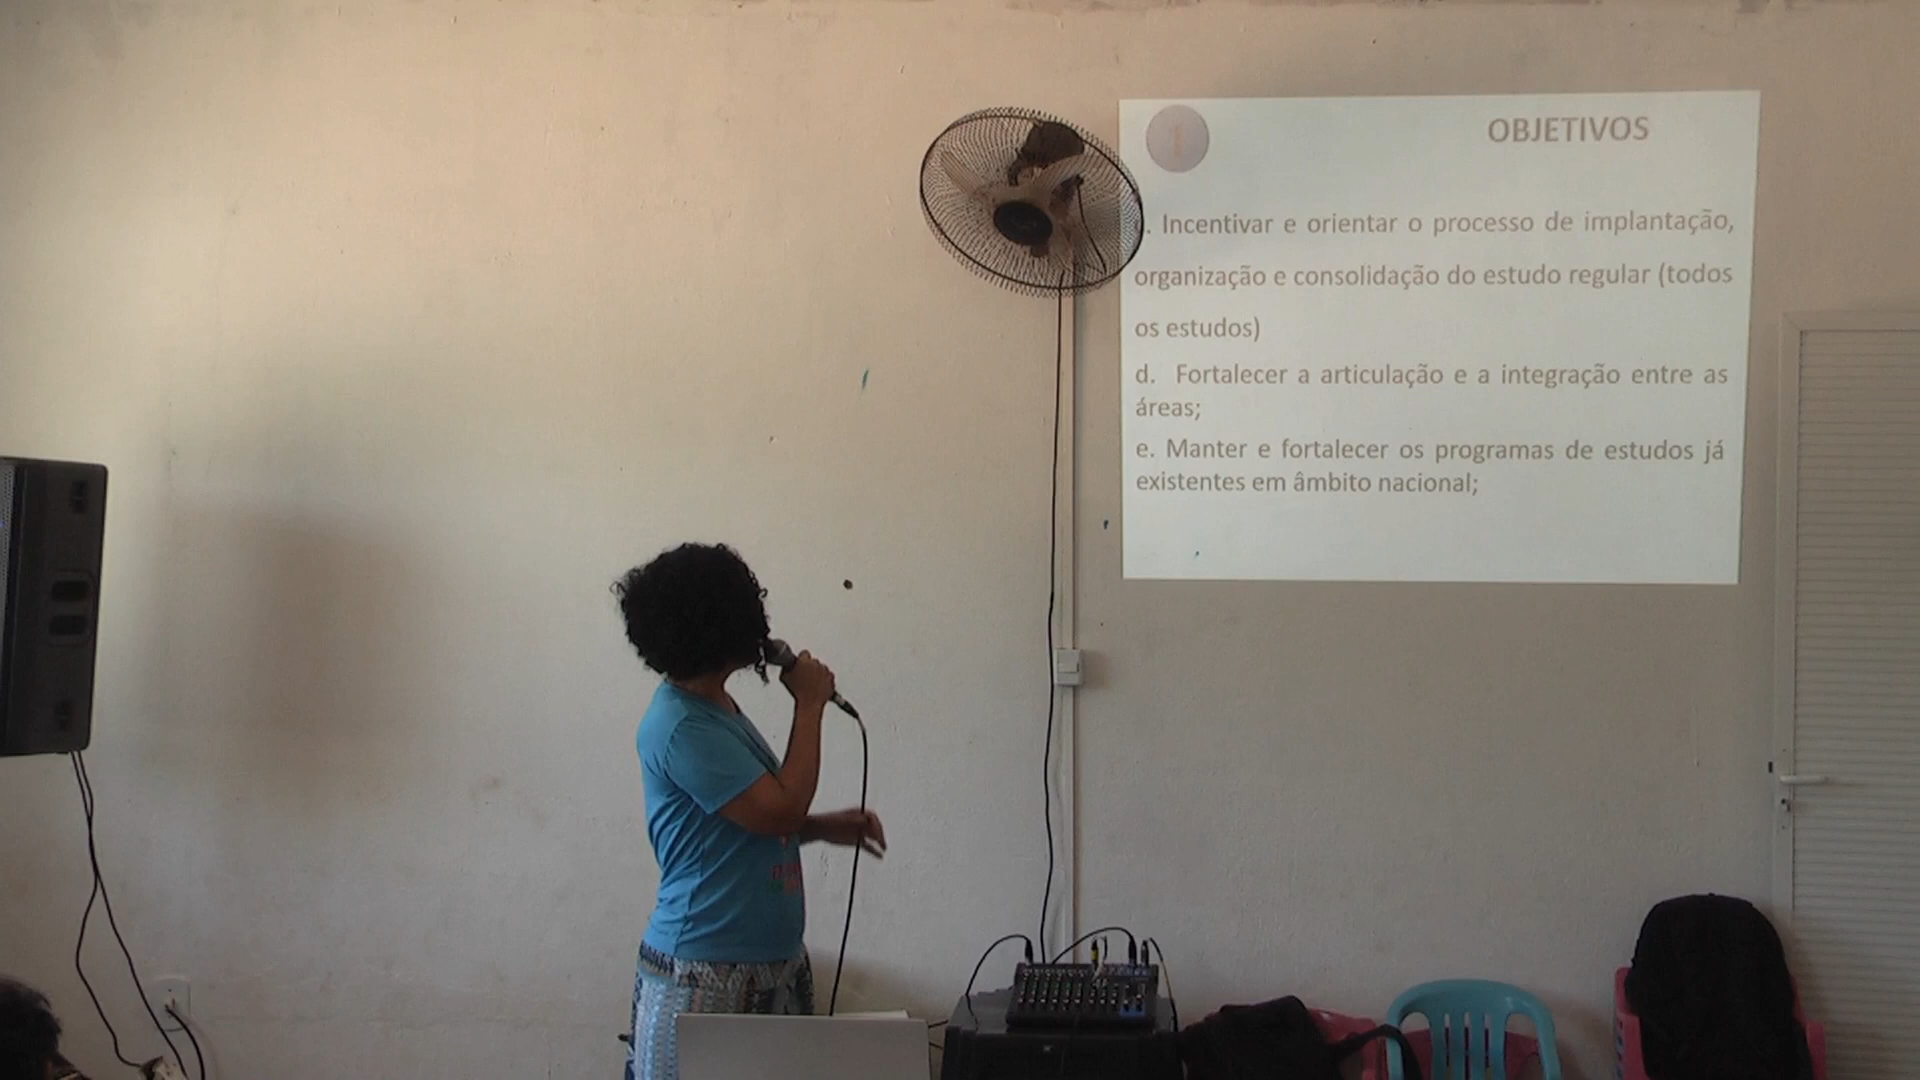 1
OBJETIVOS
. Incentivar e orientar o processo de implantação,
organização e consolidação do estudo regular (todos
os estudos)
d. Fortalecer a articulação e a integração entre as
áreas;
e. Manter e fortalecer os programas de estudos já
existentes em âmbito nacional;